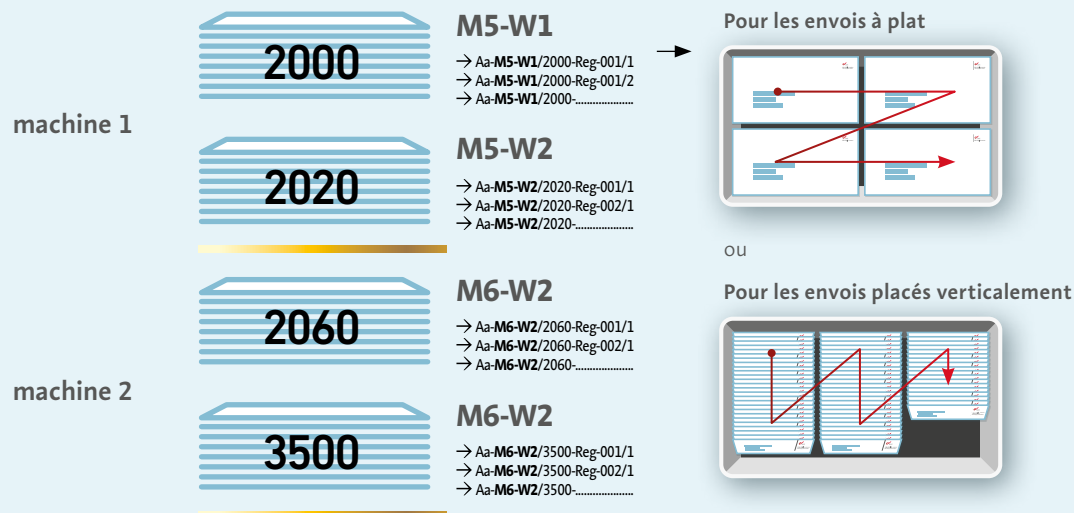 machine 1
2000
M5-W1
→ Aa-M5-W1/2000-Reg-001/1
→ Aa-M5-W1/2000-Reg-001/2
→ Aa-M5-W1/2000-.....................
2020
M5-W2
→ Aa-M5-W2/2020-Reg-001/1
→ Aa-M5-W2/2020-Reg-002/1
→ Aa-M5-W2/2020-.....................
machine 2
2060
M6-W2
→ Aa-M6-W2/2060-Reg-001/1
→ Aa-M6-W2/2060-Reg-002/1
→ Aa-M6-W2/2060-.....................
3500
M6-W2
→ Aa-M6-W2/3500-Reg-001/1
→ Aa-M6-W2/3500-Reg-002/1
→ Aa-M6-W2/3500-.....................
Pour les envois à plat
ou
Pour les envois placés verticalement